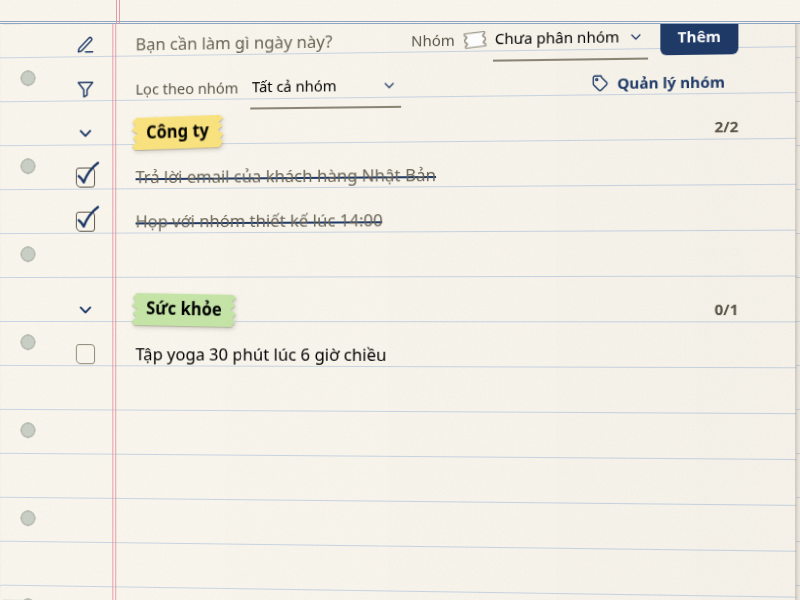 Bạn cần làm gì ngày này? Nhóm Chưa phân nhóm Thêm
Lọc theo nhóm Tất cả nhóm Quản lý nhóm
Công ty 2/2
Trả lời email của khách hàng Nhật Bản
Họp với nhóm thiết kế lúc 14:00
Sức khỏe 0/1
Tập yoga 30 phút lúc 6 giờ chiều